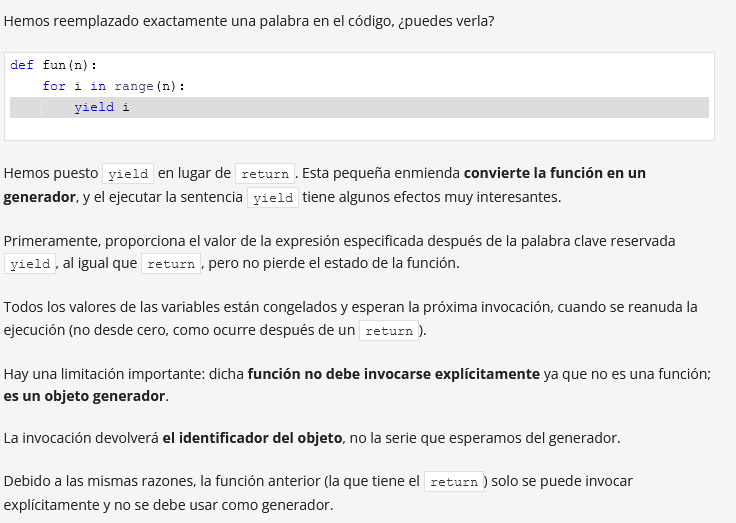 Hemos reemplazado exactamente una palabra en el código, ¿puedes verla?
def fun(n):
    for i in range(n):
        yield i
Hemos puesto yield en lugar de return. Esta pequeña enmienda convierte la función en un
generador, y el ejecutar la sentencia yield tiene algunos efectos muy interesantes.
Primeramente, proporciona el valor de la expresión especificada después de la palabra clave reservada
yield, al igual que return, pero no pierde el estado de la función.
Todos los valores de las variables están congelados y esperan la próxima invocación, cuando se reanuda la
ejecución (no desde cero, como ocurre después de un return).
Hay una limitación importante: dicha función no debe invocarse explícitamente ya que no es una función;
es un objeto generador.
La invocación devolverá el identificador del objeto, no la serie que esperamos del generador.
Debido a las mismas razones, la función anterior (la que tiene el return) solo se puede invocar
explícitamente y no se debe usar como generador.